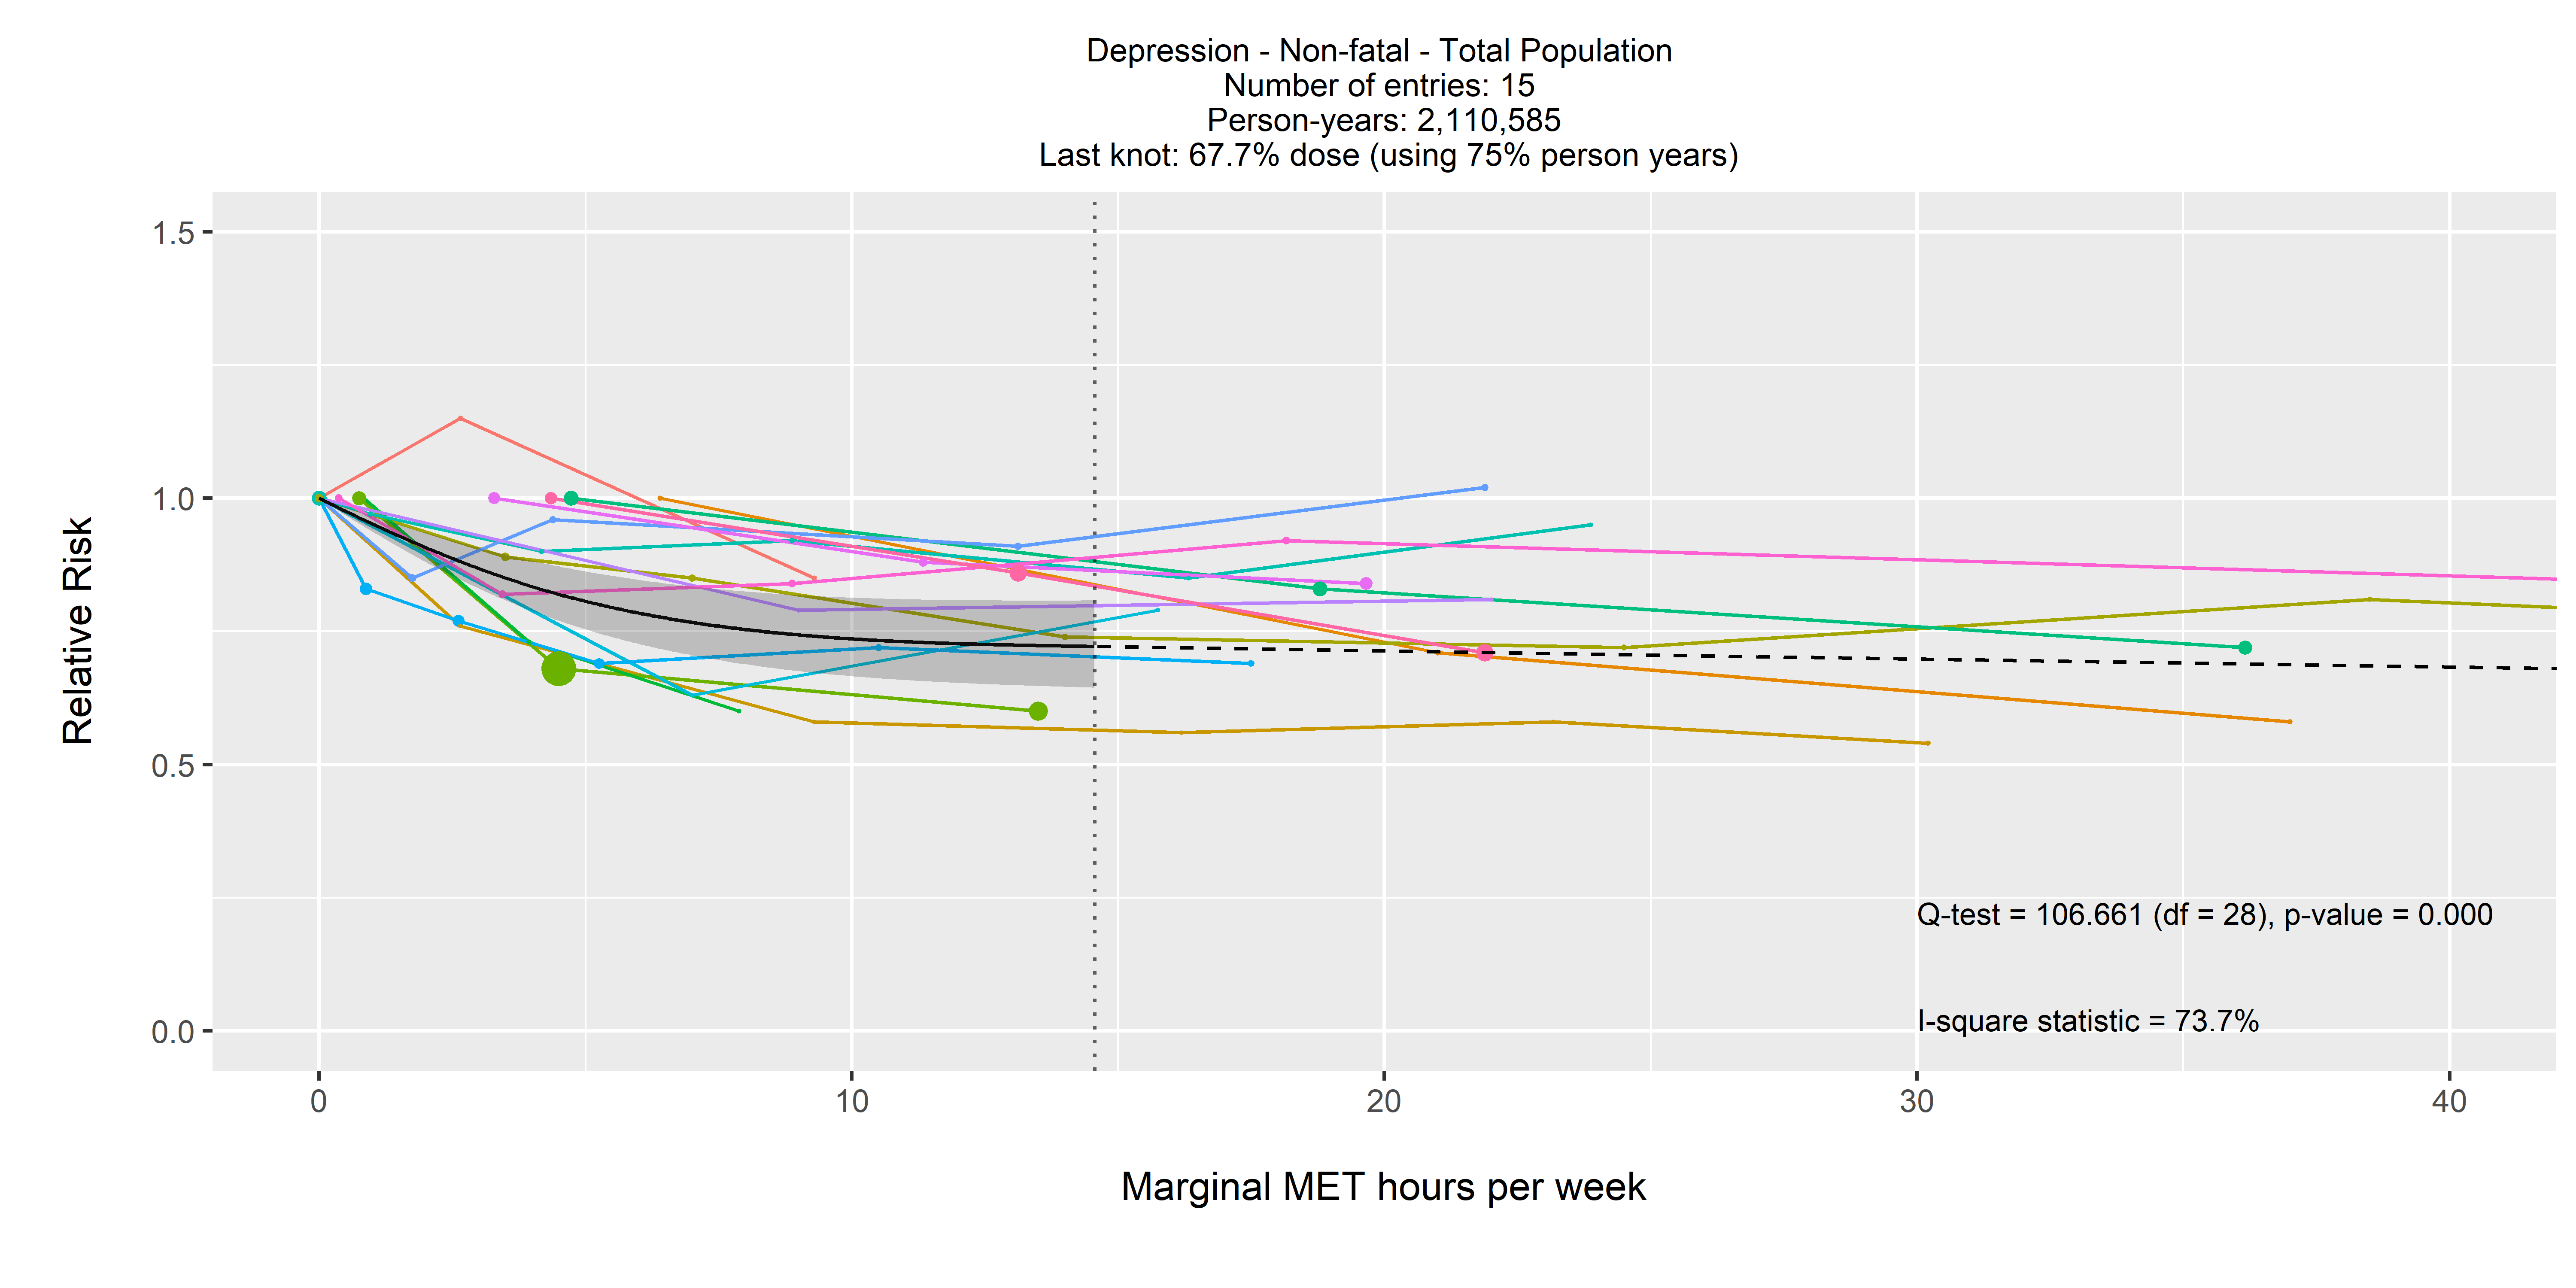 Depression - Non-fatal - Total Population
Number of entries: 15
Person-years: 2,110,585
Last knot: 67.7% dose (using 75% person years)
1.5
1.0
0.5
0.0
Relative Risk
Q-test = 106.661 (df = 28), p-value = 0.000
I-square statistic = 73.7%
0 10 20 30 40
Marginal MET hours per week